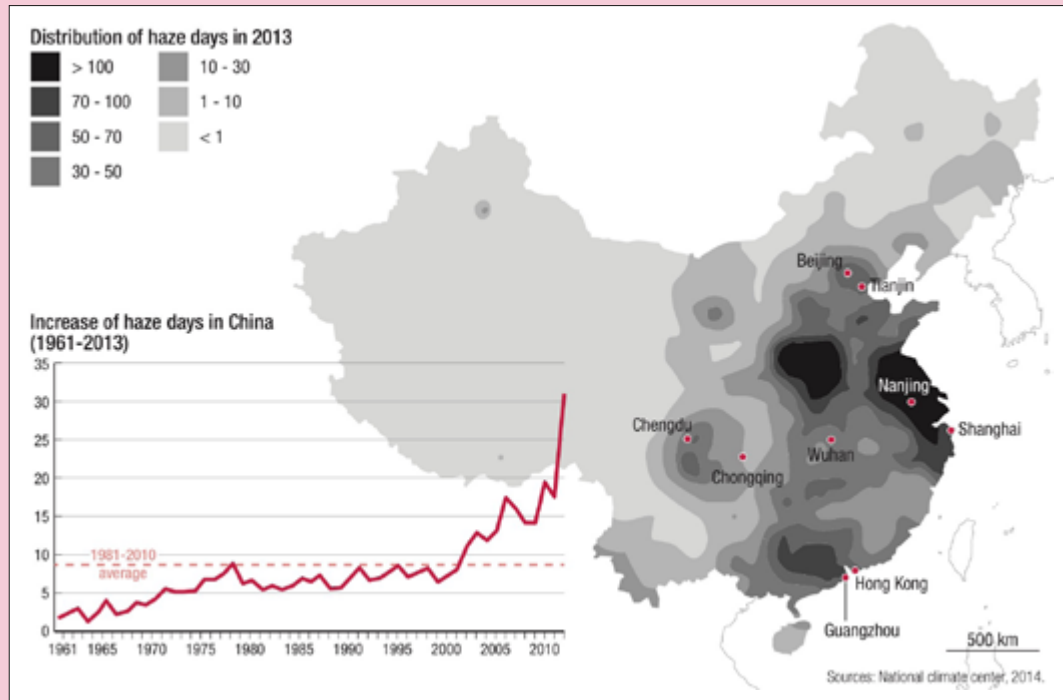 Distribution of haze days in 2013
> 100
70 - 100
50 - 70
30 - 50
10 - 30
1 - 10
< 1
Beijing
Tianjin
Nanjing
Shanghai
Chengdu
Chongqing
Wuhan
Hong Kong
Guangzhou
500 km
Increase of haze days in China
(1961-2013)
35
30
25
20
15
10
5
0
1981-2010
average
1961 1965 1970 1975 1980 1985 1990 1995 2000 2005 2010
Sources: National climate center, 2014.